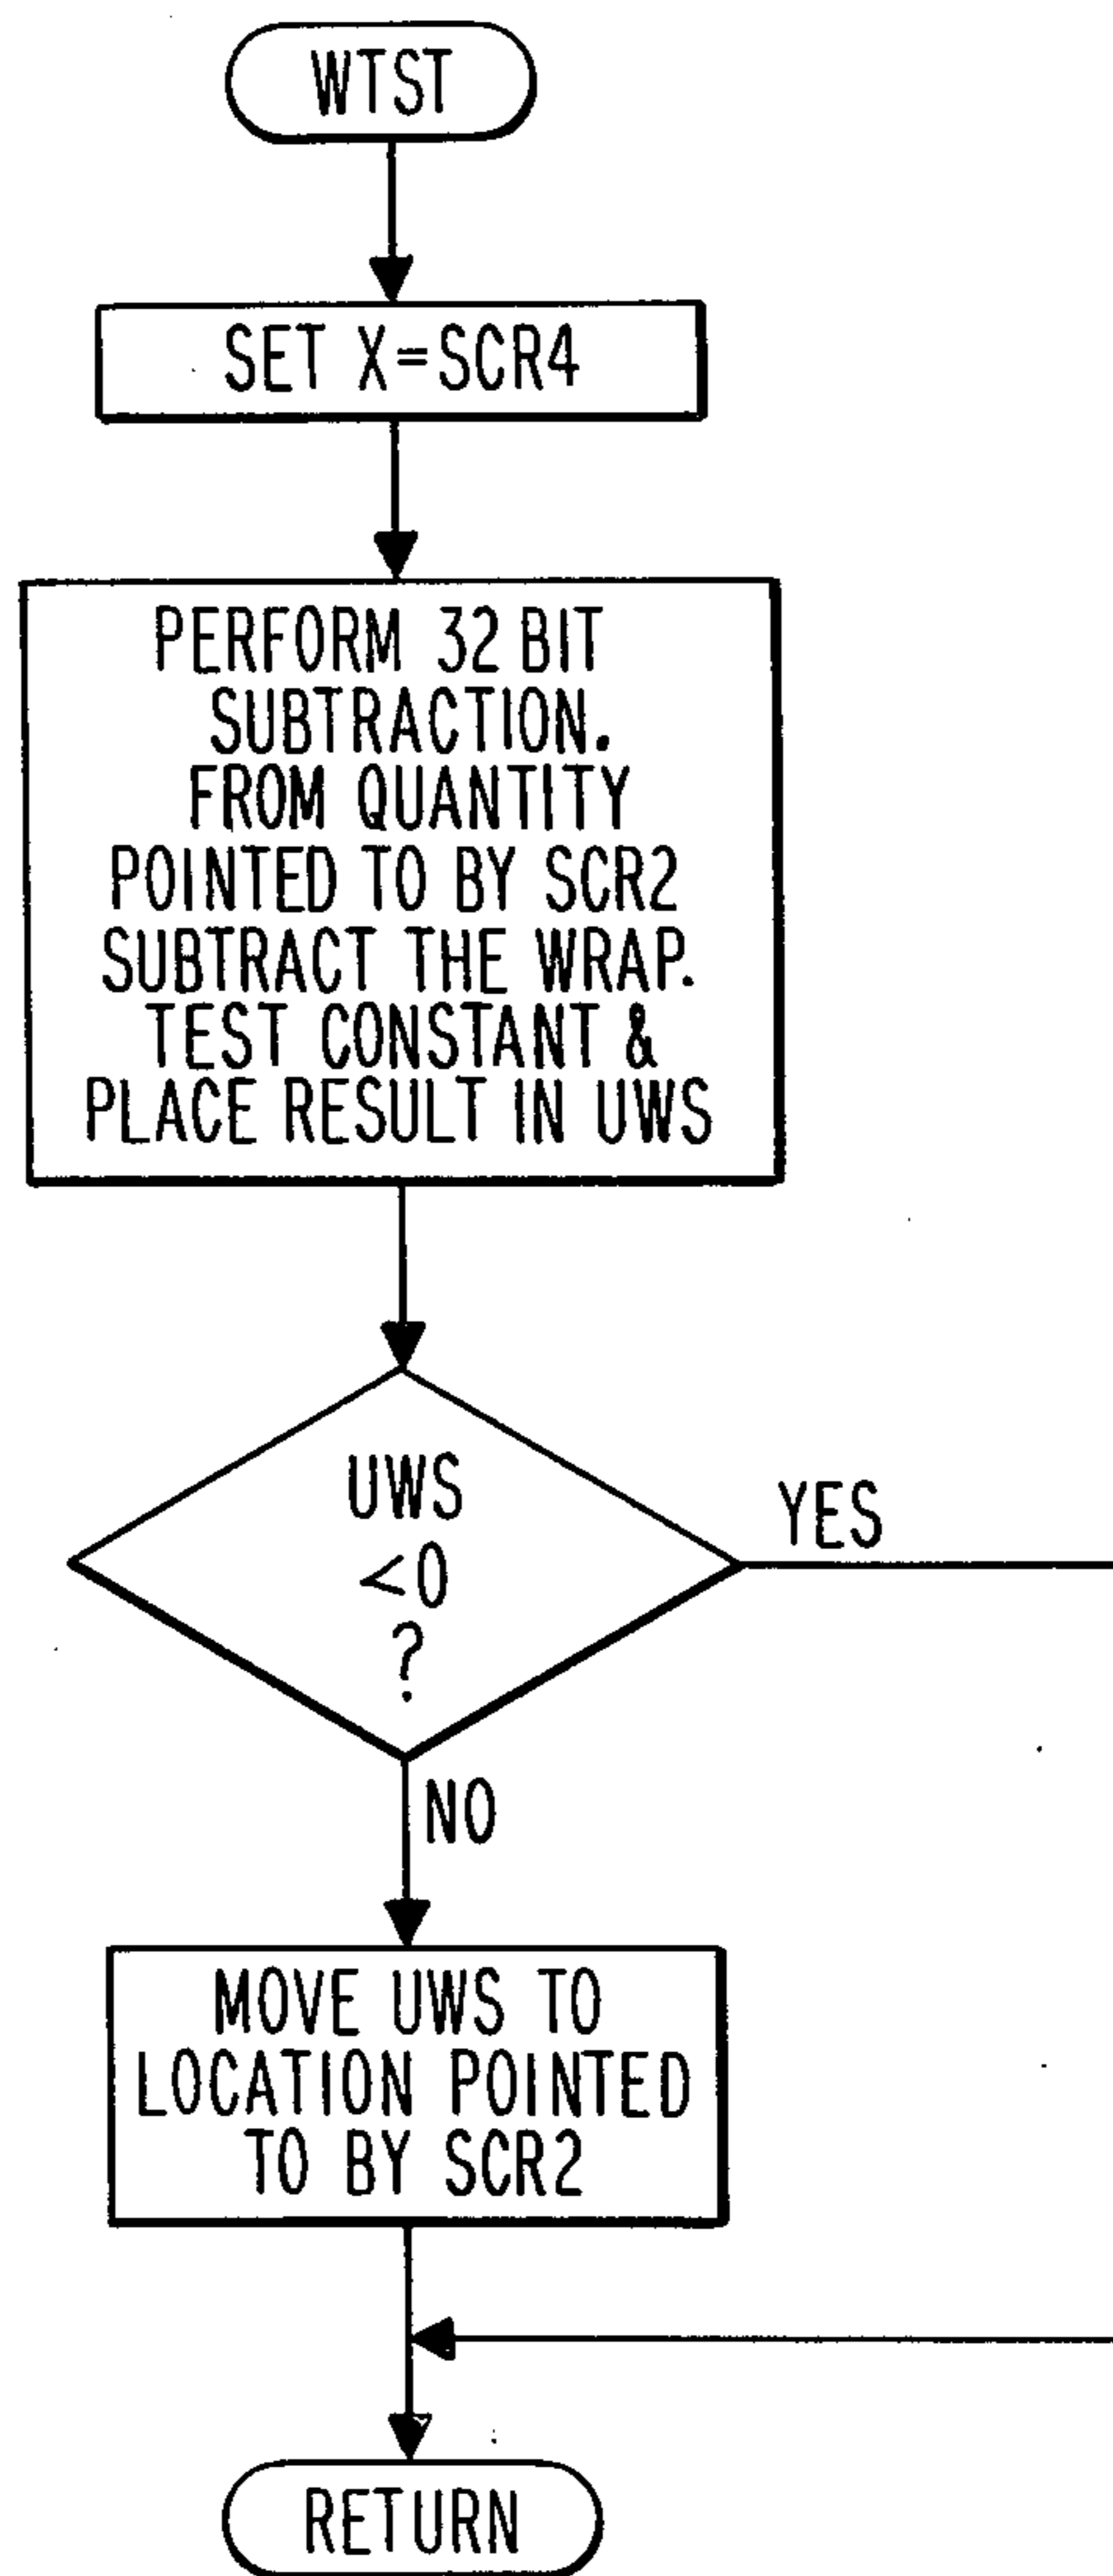 WTST
SET X=SCR4
PERFORM 32 BIT
SUBTRACTION.
FROM QUANTITY
POINTED TO BY SCR2
SUBTRACT THE WRAP.
TEST CONSTANT &
PLACE RESULT IN UWS
UWS
<0
?
YES
NO
MOVE UWS TO
LOCATION POINTED
TO BY SCR2
RETURN